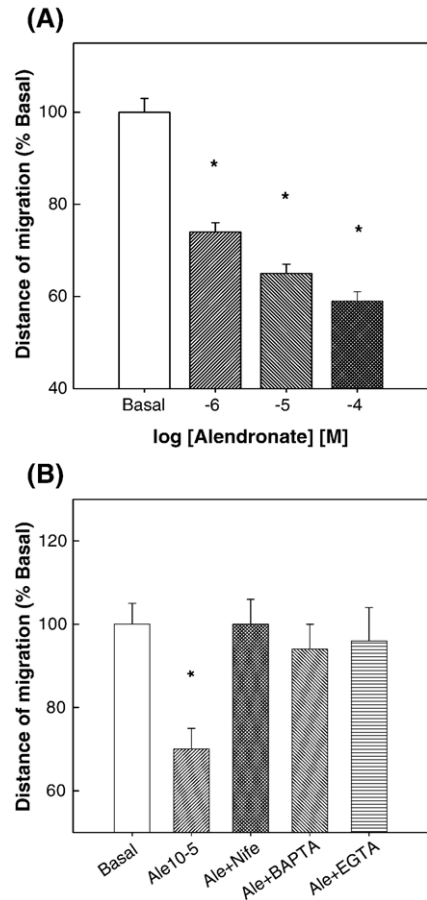 (A)
Distance of migration (% Basal)
100
80
60
40
*
*
*
Basal
-6
-5
-4
log [Alendronate] [M]
(B)
Distance of migration (% Basal)
120
100
80
60
*
Basal
Ale10-5
Ale+Nife
Ale+BAPTA
Ale+EGTA